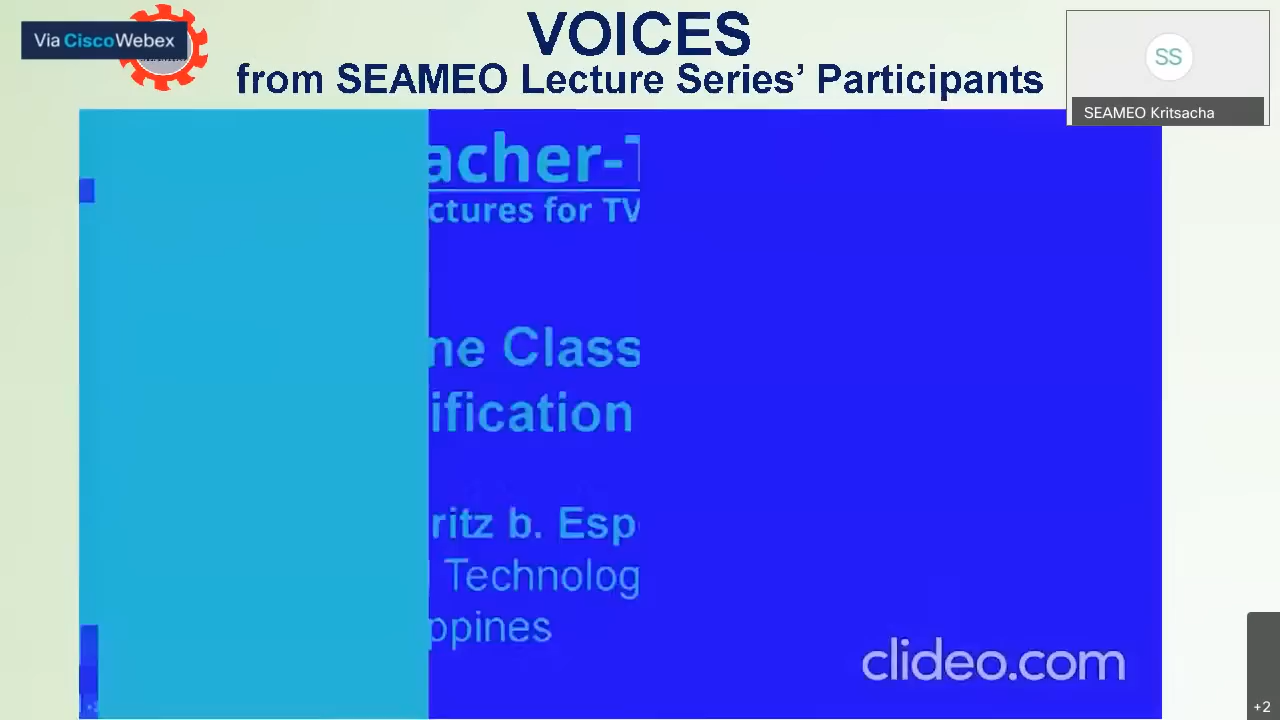 Via CiscoWebex
VOICES
from SEAMEO Lecture Series’ Participants
SS
SEAMEO Kritsacha
acher-T
ctures for TV
ne Class
ification
ritz b. Esp
Technolog
ppines
clideo.com
+2